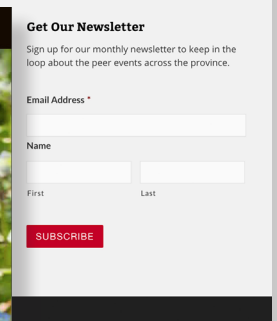 Get Our Newsletter
Sign up for our monthly newsletter to keep in the
loop about the peer events across the province.
Email Address *
Name
First Last
SUBSCRIBE